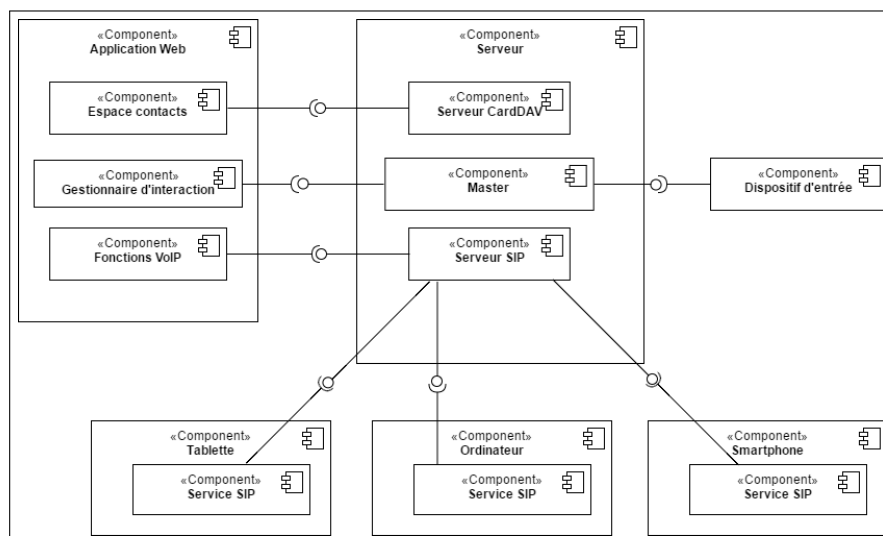 «Component»
Application Web
«Component»
Serveur
«Component»
Espace contacts
«Component»
Serveur CardDAV
«Component»
Gestionnaire d'interaction
«Component»
Master
«Component»
Dispositif d'entrée
«Component»
Fonctions VoIP
«Component»
Serveur SIP
«Component»
Tablette
«Component»
Ordinateur
«Component»
Smartphone
«Component»
Service SIP
«Component»
Service SIP
«Component»
Service SIP